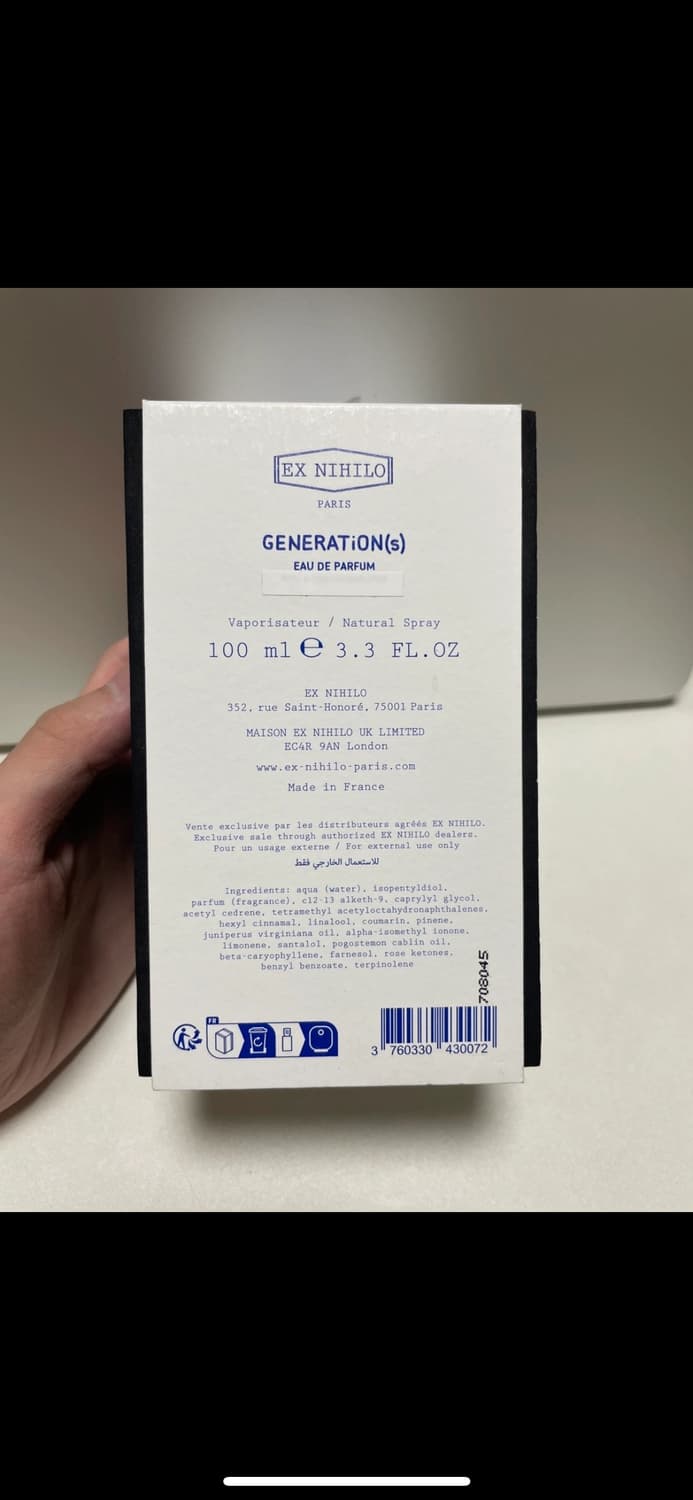 EX NIHILO
PARIS
GENERATiON(s)
EAU DE PARFUM
Vaporisateur / Natural Spray
100 ml e 3.3 FL.OZ
EX NIHILO
352, rue Saint-Honoré, 75001 Paris
MAISON EX NIHILO UK LIMITED
EC4R 9AN London
www.ex-nihilo-paris.com
Made in France
Vente exclusive par les distributeurs agréés EX NIHILO.
Exclusive sale through authorized EX NIHILO dealers.
Pour un usage externe / For external use only
للاستعمال الخارجي فقط
Ingredients: aqua (water), isopentyldiol,
parfum (fragrance), c12-13 alketh-9, caprylyl glycol,
acetyl cedrene, tetramethyl acetyloctahydronaphthalenes,
hexyl cinnamal, linalool, coumarin, pinene,
juniperus virginiana oil, alpha-isomethyl ionone,
limonene, santalol, pogostemon cablin oil,
beta-caryophyllene, farnesol, rose ketones,
benzyl benzoate, terpinolene
708045
FR
3 760330 430072